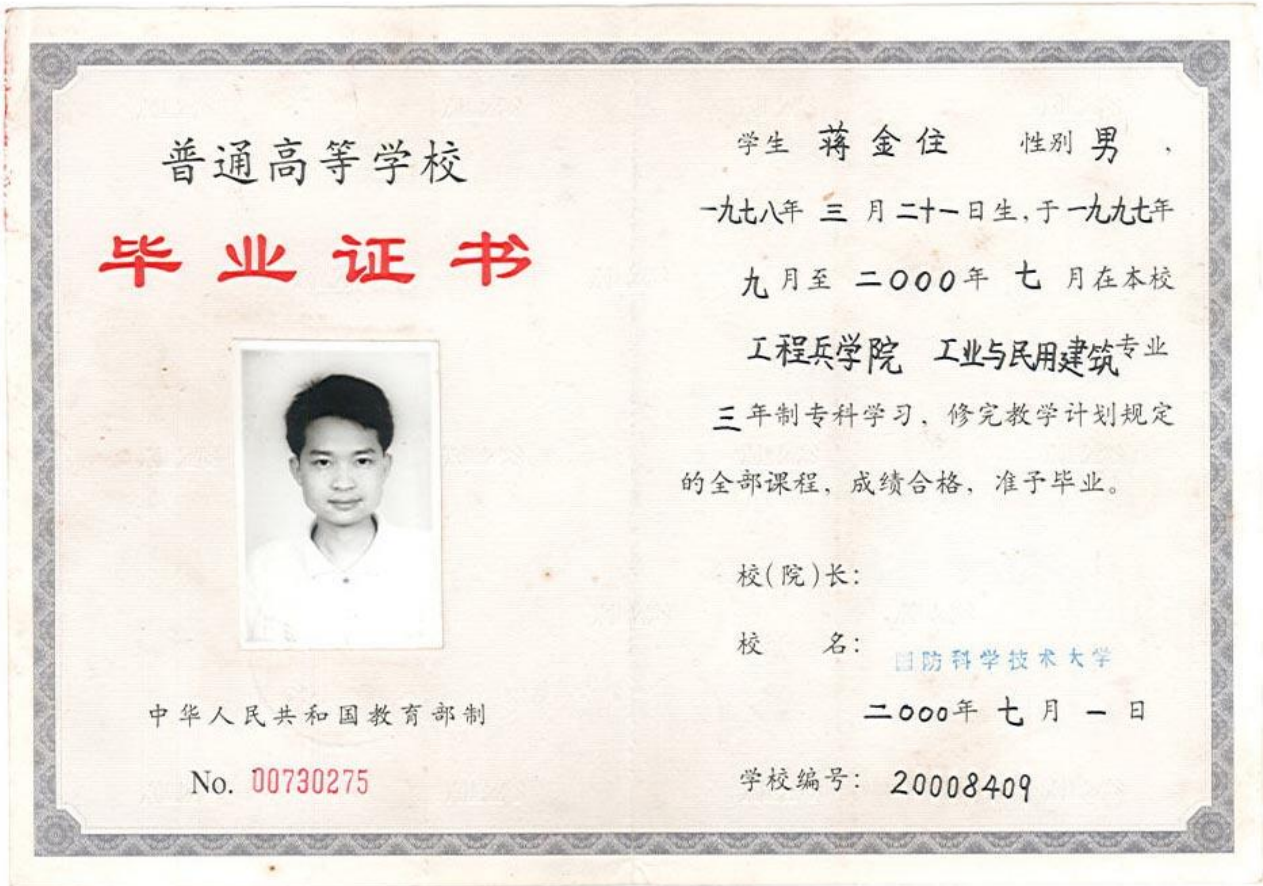 普通高等学校
毕业证书
中华人民共和国教育部制
No. 00730275
学生 蒋金住 性别 男，
一九七八年 三 月 二十一日生，于一九九七年
九月至 二000年 七 月在本校
工程兵学院 工业与民用建筑专业
三年制专科学习，修完教学计划规定
的全部课程，成绩合格，准予毕业。
校(院)长：
校 名：
国防科学技术大学
二000年 七 月 一 日
学校编号： 20008409